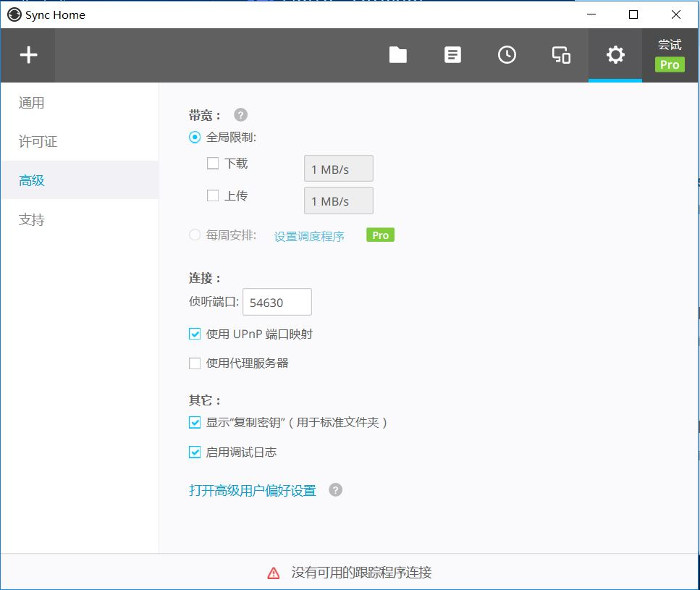 Sync Home
尝试
Pro
通用
许可证
高级
支持
带宽： ?
全局限制:
下载 1 MB/s
上传 1 MB/s
每周安排: 设置调度程序 Pro
连接：
侦听端口: 54630
使用 UPnP 端口映射
使用代理服务器
其它：
显示“复制密钥”（用于标准文件夹）
启用调试日志
打开高级用户偏好设置 ?
没有可用的跟踪程序连接